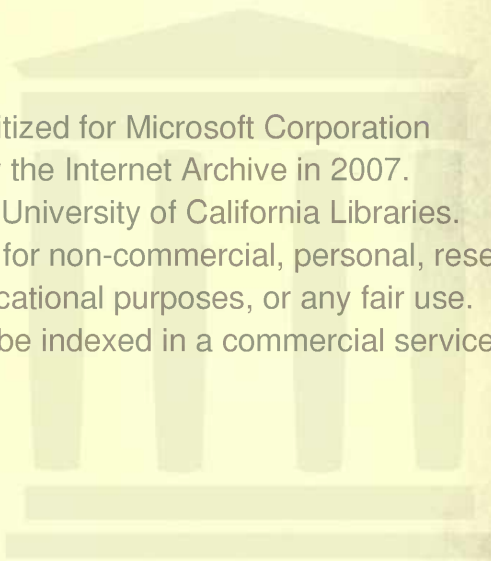 itized for Microsoft Corporation
the Internet Archive in 2007.
University of California Libraries.
for non-commercial, personal, rese
cational purposes, or any fair use.
be indexed in a commercial service